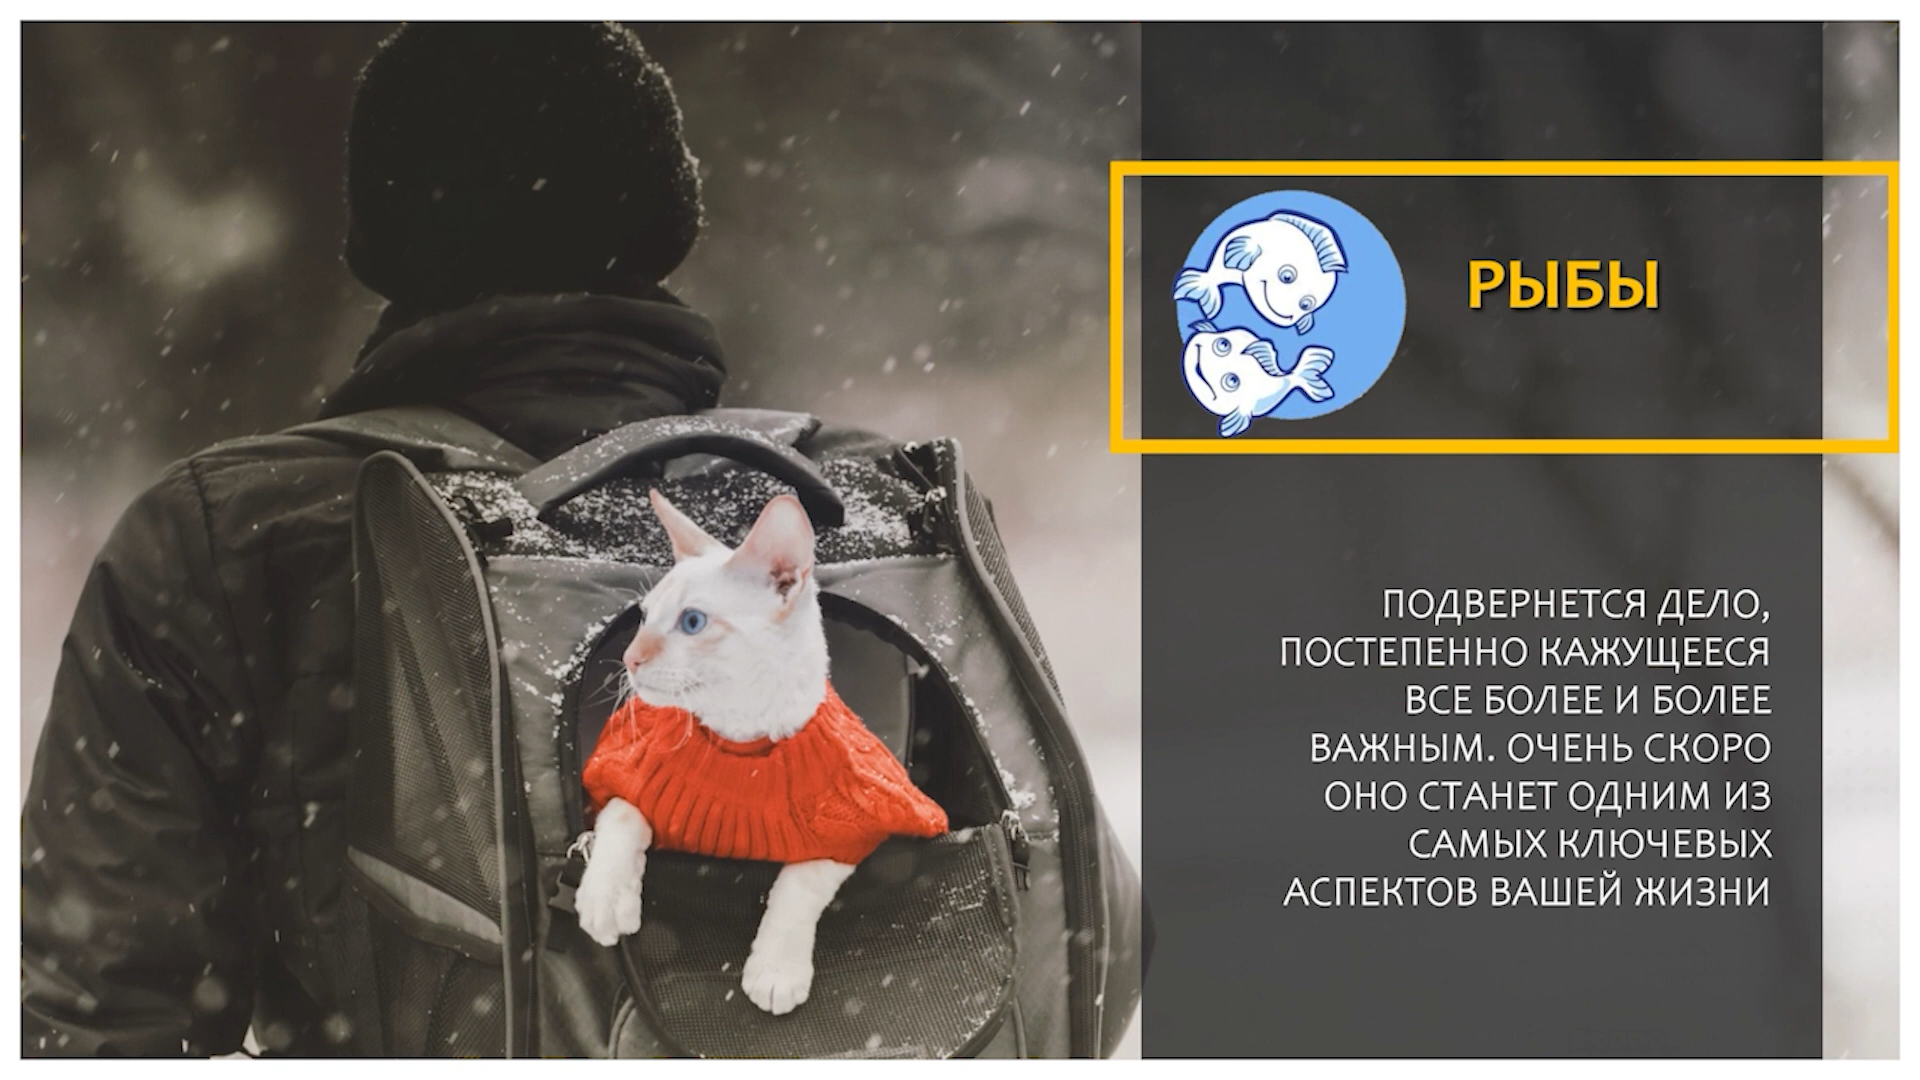 РЫБЫ
ПОДВЕРНЕТСЯ ДЕЛО,
ПОСТЕПЕННО КАЖУЩЕЕСЯ
ВСЕ БОЛЕЕ И БОЛЕЕ
ВАЖНЫМ. ОЧЕНЬ СКОРО
ОНО СТАНЕТ ОДНИМ ИЗ
САМЫХ КЛЮЧЕВЫХ
АСПЕКТОВ ВАШЕЙ ЖИЗНИ